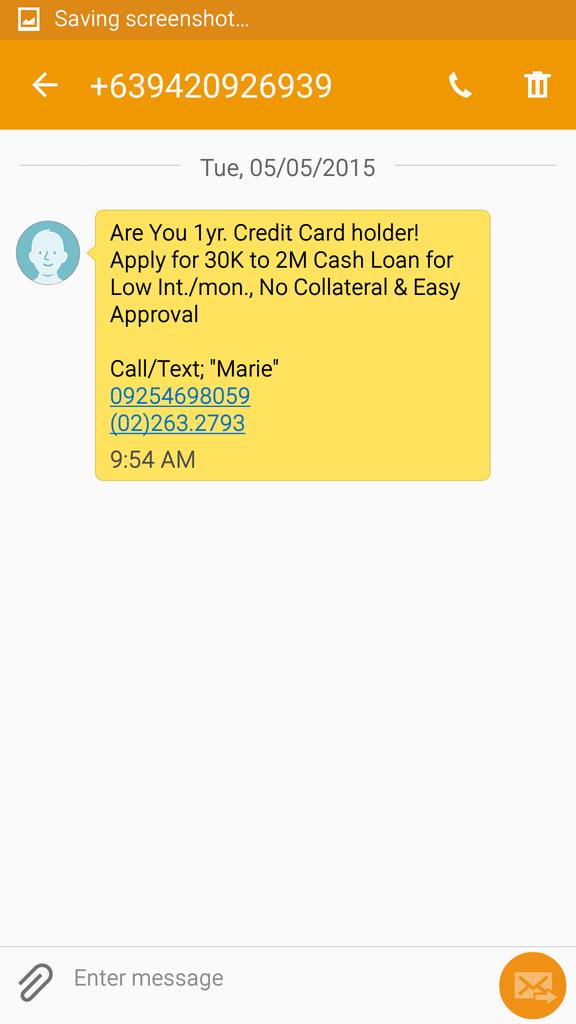 Saving screenshot...
+639420926939
Tue, 05/05/2015
Are You 1yr. Credit Card holder!
Apply for 30K to 2M Cash Loan for
Low Int./mon., No Collateral & Easy
Approval
Call/Text; "Marie"
09254698059
(02)263.2793
9:54 AM
Enter message